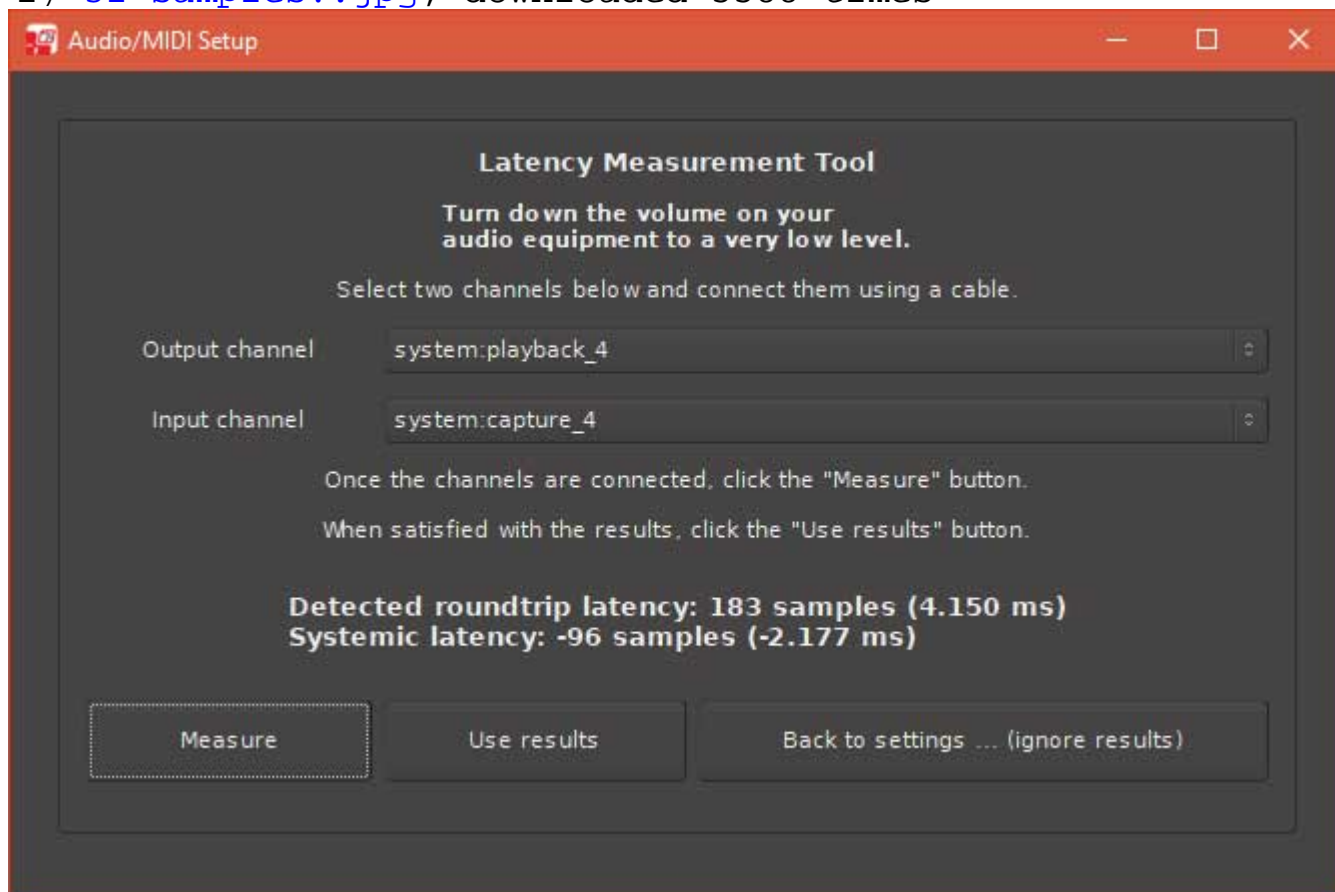 Audio/MIDI Setup
Latency Measurement Tool
Turn down the volume on your
audio equipment to a very low level.
Select two channels below and connect them using a cable.
Output channel system:playback_4
Input channel system:capture_4
Once the channels are connected, click the "Measure" button.
When satisfied with the results, click the "Use results" button.
Detected roundtrip latency: 183 samples (4.150 ms)
Systemic latency: -96 samples (-2.177 ms)
Measure Use results Back to settings ... (ignore results)